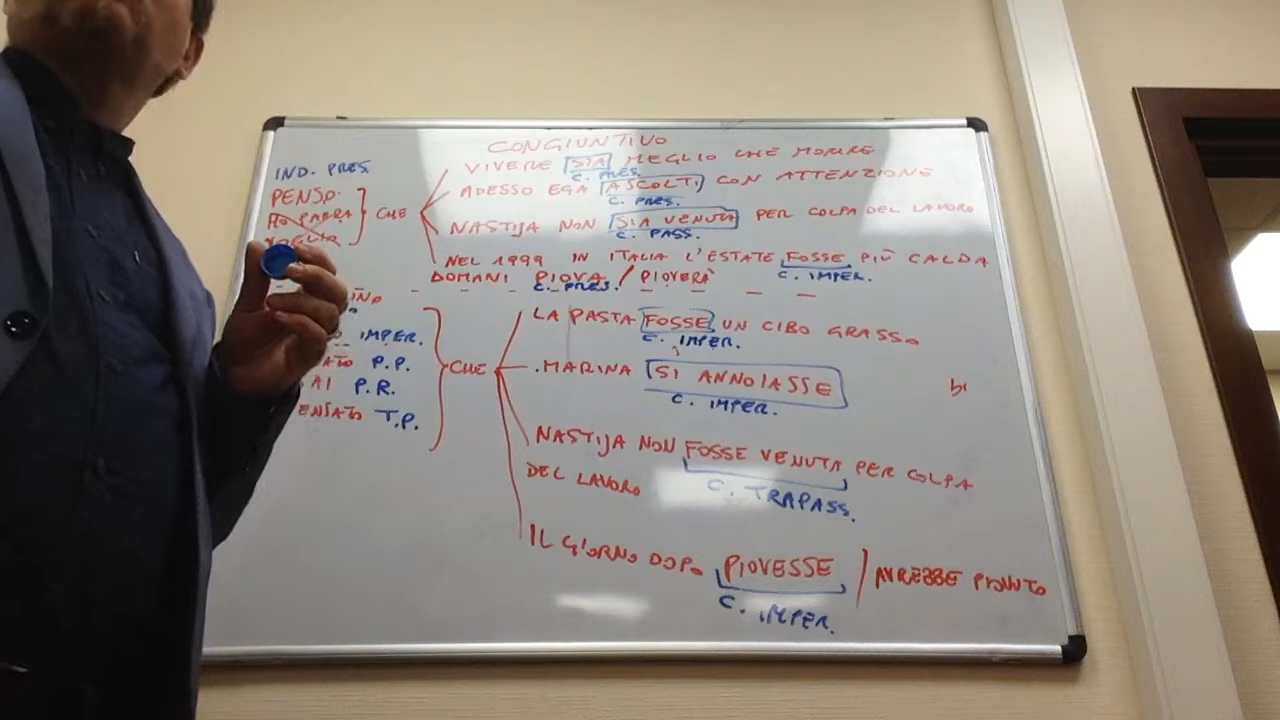 CONGIUNTIVO
IND. PRES.
PENSO
HO PAURA
VOGLIO
CHE
VIVERE SIA MEGLIO CHE MORIRE
C. PRES.
ADESSO EGA ASCOLTI CON ATTENZIONE
C. PRES.
NASTIJA NON SIA VENUTA PER COLPA DEL LAVORO
C. PASS.
NEL 1999 IN ITALIA L'ESTATE FOSSE PIÙ CALDA
C. IMPER.
DOMANI PIOVA / PIOVERÀ
C. PRES.
IMPER.
P.P.
AI P.R.
ENSATO T.P.
CHE
LA PASTA FOSSE UN CIBO GRASSO
C. IMPER.
MARINA SI ANNOIASSE
C. IMPER.
NASTIJA NON FOSSE VENUTA PER COLPA
DEL LAVORO
C. TRAPASS.
IL GIORNO DOPO PIOVESSE / AVREBBE PIOVUTO
C. IMPER.